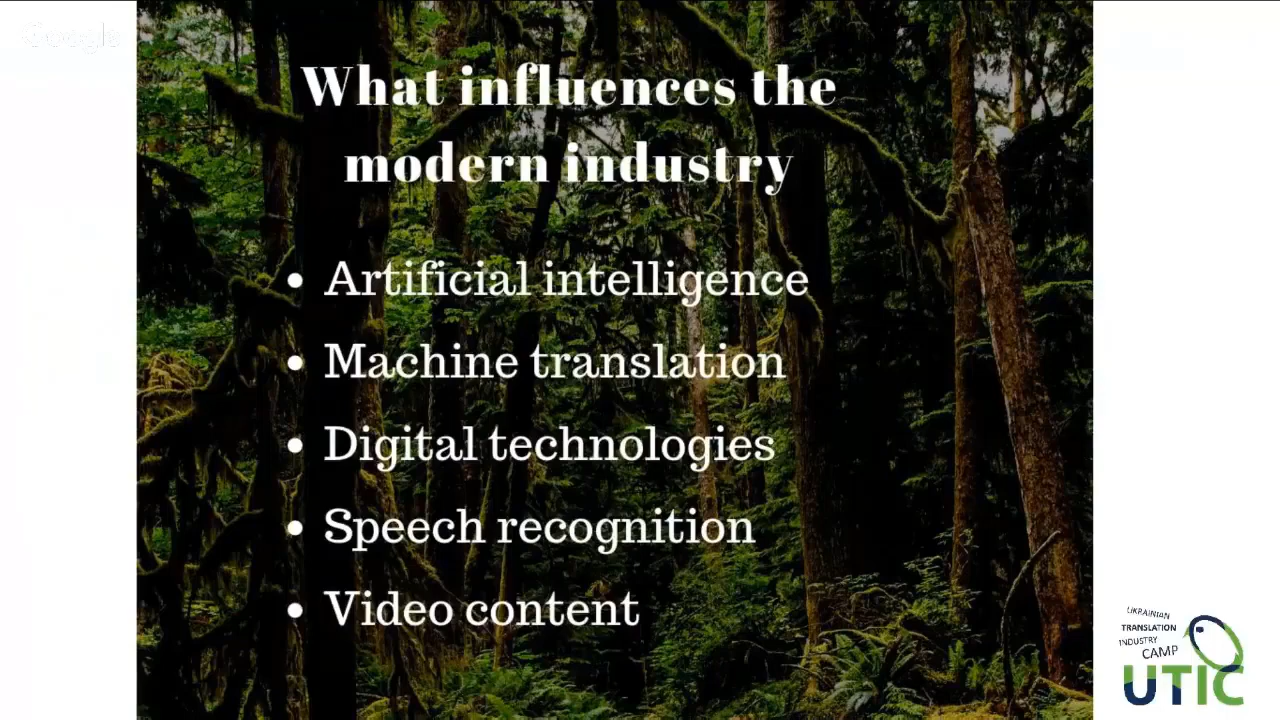 Google
What influences the
modern industry
• Artificial intelligence
• Machine translation
• Digital technologies
• Speech recognition
• Video content
UKRAINIAN
TRANSLATION
INDUSTRY
CAMP
UTIC